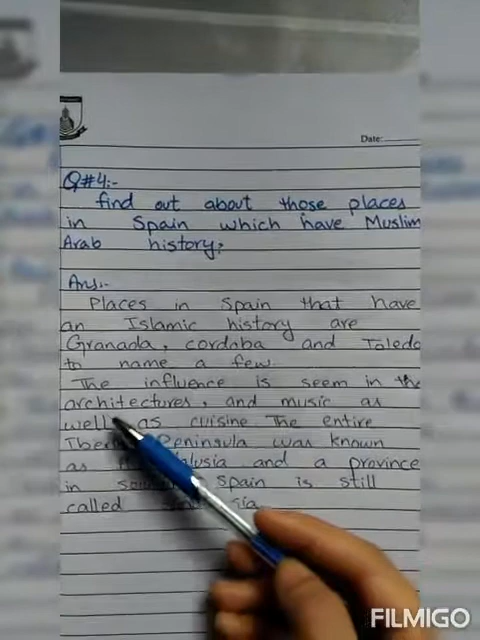 Date:
Q#4:-
find out about those places
in Spain which have Muslim
Arab history?
Ans:-
Places in Spain that have
an Islamic history are
Granada, cordoba and Toledo
to name a few.
The influence is seem in the
architectures, and music as
well as cuisine The entire
Peninsula was known
as and a province
in Spain is still
called
FILMIGO